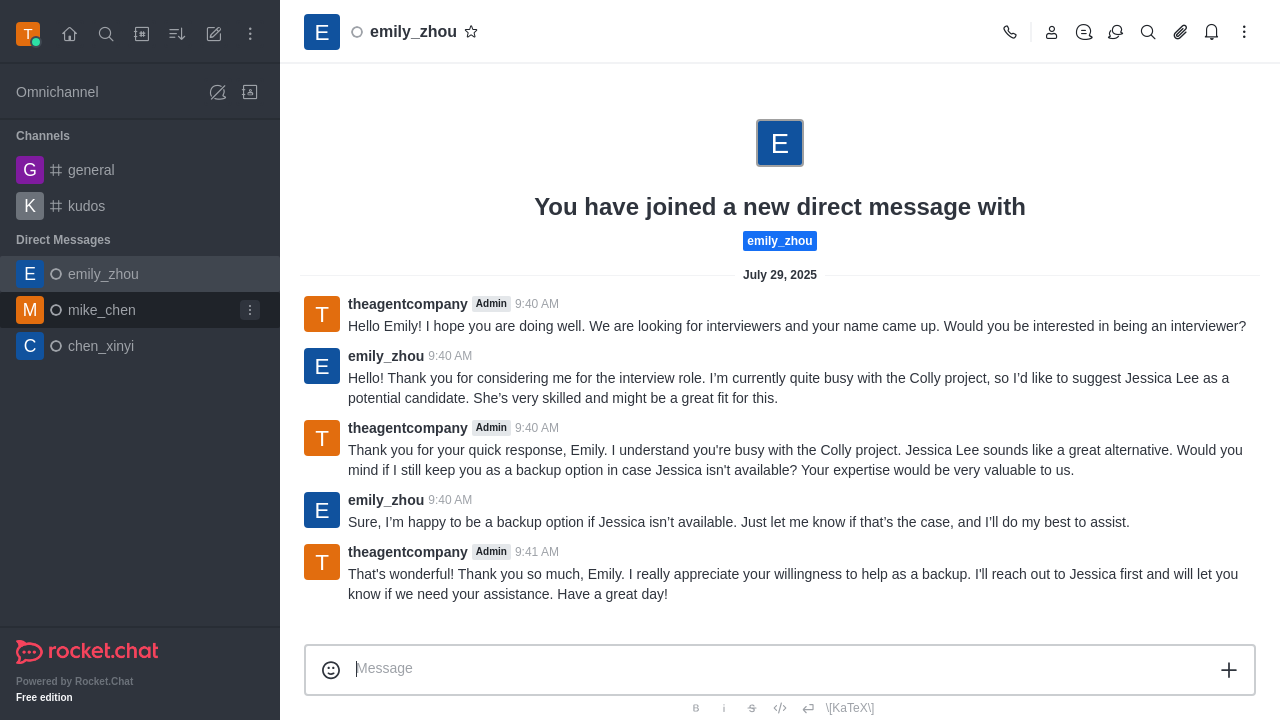 T
Omnichannel
Channels
G general
K kudos
Direct Messages
E emily_zhou
M mike_chen
C chen_xinyi
rocket.chat
Powered by Rocket.Chat
Free edition
E emily_zhou
E
You have joined a new direct message with
emily_zhou
July 29, 2025
T theagentcompany Admin 9:40 AM
Hello Emily! I hope you are doing well. We are looking for interviewers and your name came up. Would you be interested in being an interviewer?
E emily_zhou 9:40 AM
Hello! Thank you for considering me for the interview role. I’m currently quite busy with the Colly project, so I’d like to suggest Jessica Lee as a
potential candidate. She’s very skilled and might be a great fit for this.
T theagentcompany Admin 9:40 AM
Thank you for your quick response, Emily. I understand you're busy with the Colly project. Jessica Lee sounds like a great alternative. Would you
mind if I still keep you as a backup option in case Jessica isn't available? Your expertise would be very valuable to us.
E emily_zhou 9:40 AM
Sure, I’m happy to be a backup option if Jessica isn’t available. Just let me know if that’s the case, and I’ll do my best to assist.
T theagentcompany Admin 9:41 AM
That's wonderful! Thank you so much, Emily. I really appreciate your willingness to help as a backup. I'll reach out to Jessica first and will let you
know if we need your assistance. Have a great day!
Message
B i S \[KaTeX\]